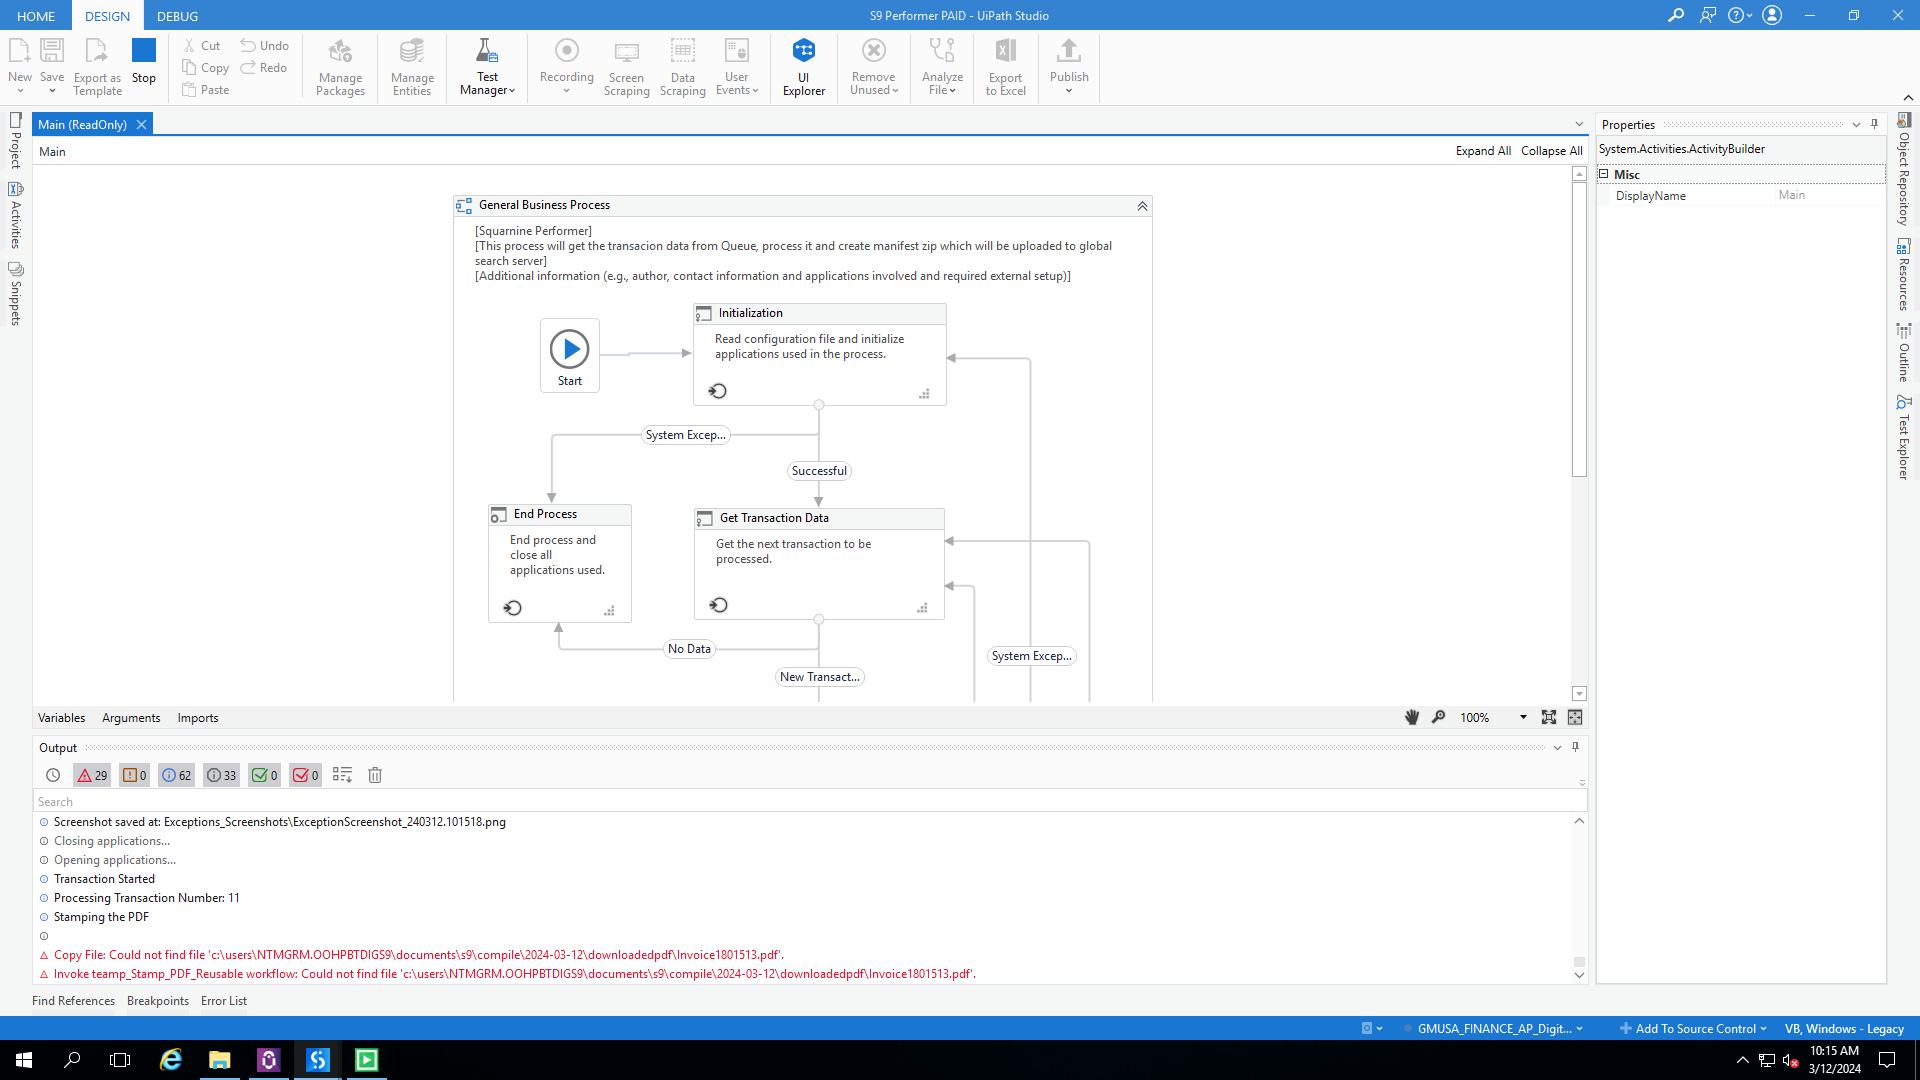 HOME
DESIGN
DEBUG
S9 Performer PAID - UiPath Studio
New
Save
Export as
Template
Stop
Cut
Copy
Paste
Undo
Redo
Manage
Packages
Manage
Entities
Test
Manager
Recording
Screen
Scraping
Data
Scraping
User
Events
UI
Explorer
Remove
Unused
Analyze
File
Export
to Excel
Publish
Project
Activities
Snippets
Main (ReadOnly)
Main
Expand All
Collapse All
General Business Process
[Squarnine Performer]
[This process will get the transacion data from Queue, process it and create manifest zip which will be uploaded to global
search server]
[Additional information (e.g., author, contact information and applications involved and required external setup)]
Start
Initialization
Read configuration file and initialize
applications used in the process.
System Excep...
Successful
End Process
End process and
close all
applications used.
Get Transaction Data
Get the next transaction to be
processed.
No Data
System Excep...
New Transact...
Variables
Arguments
Imports
100%
Properties
System.Activities.ActivityBuilder
Misc
DisplayName
Main
Object Repository
Resources
Outline
Test Explorer
Output
29
0
62
33
0
0
Search
Screenshot saved at: Exceptions_Screenshots\ExceptionScreenshot_240312.101518.png
Closing applications...
Opening applications...
Transaction Started
Processing Transaction Number: 11
Stamping the PDF
Copy File: Could not find file 'c:\users\NTMGRM.OOHPBTDIGS9\documents\s9\compile\2024-03-12\downloadedpdf\Invoice1801513.pdf'.
Invoke teamp_Stamp_PDF_Reusable workflow: Could not find file 'c:\users\NTMGRM.OOHPBTDIGS9\documents\s9\compile\2024-03-12\downloadedpdf\Invoice1801513.pdf'.
Find References
Breakpoints
Error List
GMUSA_FINANCE_AP_Digit...
Add To Source Control
VB, Windows - Legacy
10:15 AM
3/12/2024